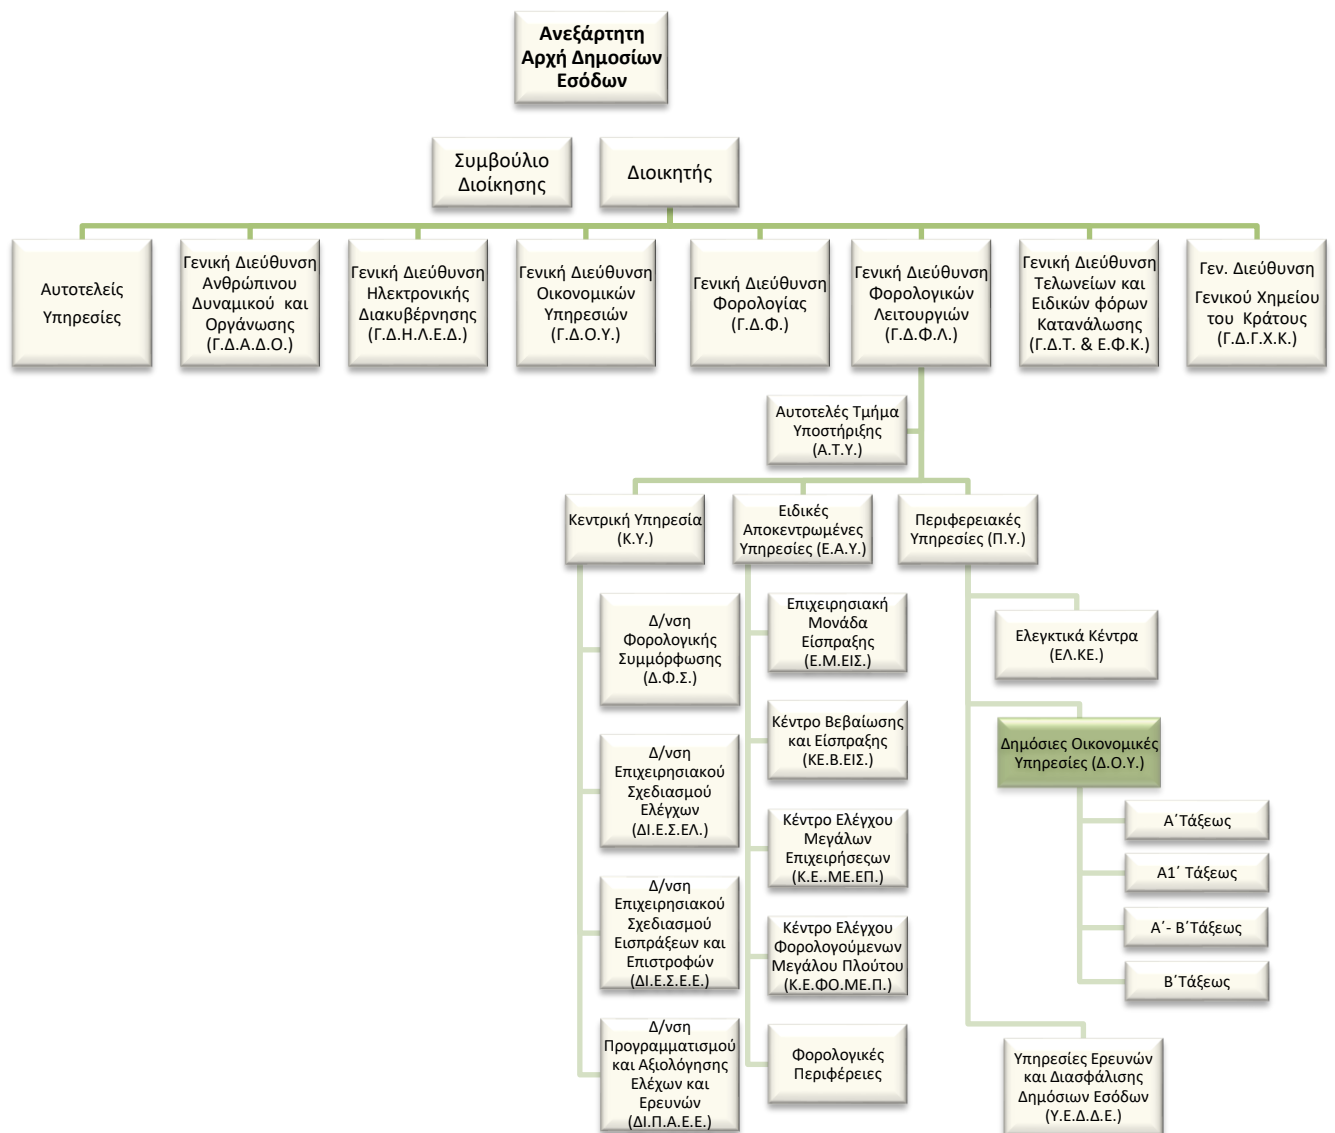 Ανεξάρτητη
Αρχή Δημοσίων
Εσόδων
Συμβούλιο
Διοίκησης
Διοικητής
Αυτοτελείς
Υπηρεσίες
Γενική Διεύθυνση
Ανθρώπινου
Δυναμικού και
Οργάνωσης
(Γ.Δ.Α.Δ.Ο.)
Γενική Διεύθυνση
Ηλεκτρονικής
Διακυβέρνησης
(Γ.Δ.Η.Λ.Ε.Δ.)
Γενική Διεύθυνση
Οικονομικών
Υπηρεσιών
(Γ.Δ.Ο.Υ.)
Γενική Διεύθυνση
Φορολογίας
(Γ.Δ.Φ.)
Γενική Διεύθυνση
Φορολογικών
Λειτουργιών
(Γ.Δ.Φ.Λ.)
Γενική Διεύθυνση
Τελωνείων και
Ειδικών φόρων
Κατανάλωσης
(Γ.Δ.Τ. & Ε.Φ.Κ.)
Γεν. Διεύθυνση
Γενικού Χημείου
του Κράτους
(Γ.Δ.Γ.Χ.Κ.)
Αυτοτελές Τμήμα
Υποστήριξης
(Α.Τ.Υ.)
Κεντρική Υπηρεσία
(Κ.Υ.)
Ειδικές
Αποκεντρωμένες
Υπηρεσίες (Ε.Α.Υ.)
Περιφερειακές
Υπηρεσίες (Π.Υ.)
Δ/νση
Φορολογικής
Συμμόρφωσης
(Δ.Φ.Σ.)
Δ/νση
Επιχειρησιακού
Σχεδιασμού
Ελέγχων
(ΔΙ.Ε.Σ.ΕΛ.)
Δ/νση
Επιχειρησιακού
Σχεδιασμού
Εισπράξεων και
Επιστροφών
(ΔΙ.Ε.Σ.Ε.Ε.)
Δ/νση
Προγραμματισμού
και Αξιολόγησης
Ελέχων και
Ερευνών
(ΔΙ.Π.Α.Ε.Ε.)
Επιχειρησιακή
Μονάδα
Είσπραξης
(Ε.Μ.ΕΙΣ.)
Κέντρο Βεβαίωσης
και Είσπραξης
(ΚΕ.Β.ΕΙΣ.)
Κέντρο Ελέγχου
Μεγάλων
Επιχειρήσεςων
(Κ.Ε..ΜΕ.ΕΠ.)
Κέντρο Ελέγχου
Φορολογούμενων
Μεγάλου Πλούτου
(Κ.Ε.ΦΟ.ΜΕ.Π.)
Φορολογικές
Περιφέρειες
Ελεγκτικά Κέντρα
(ΕΛ.ΚΕ.)
Δημόσιες Οικονομικές
Υπηρεσίες (Δ.Ο.Υ.)
Α΄Τάξεως
Α1΄ Τάξεως
Α΄- Β΄Τάξεως
Β΄Τάξεως
Υπηρεσίες Ερευνών
και Διασφάλισης
Δημόσιων Εσόδων
(Υ.Ε.Δ.Δ.Ε.)